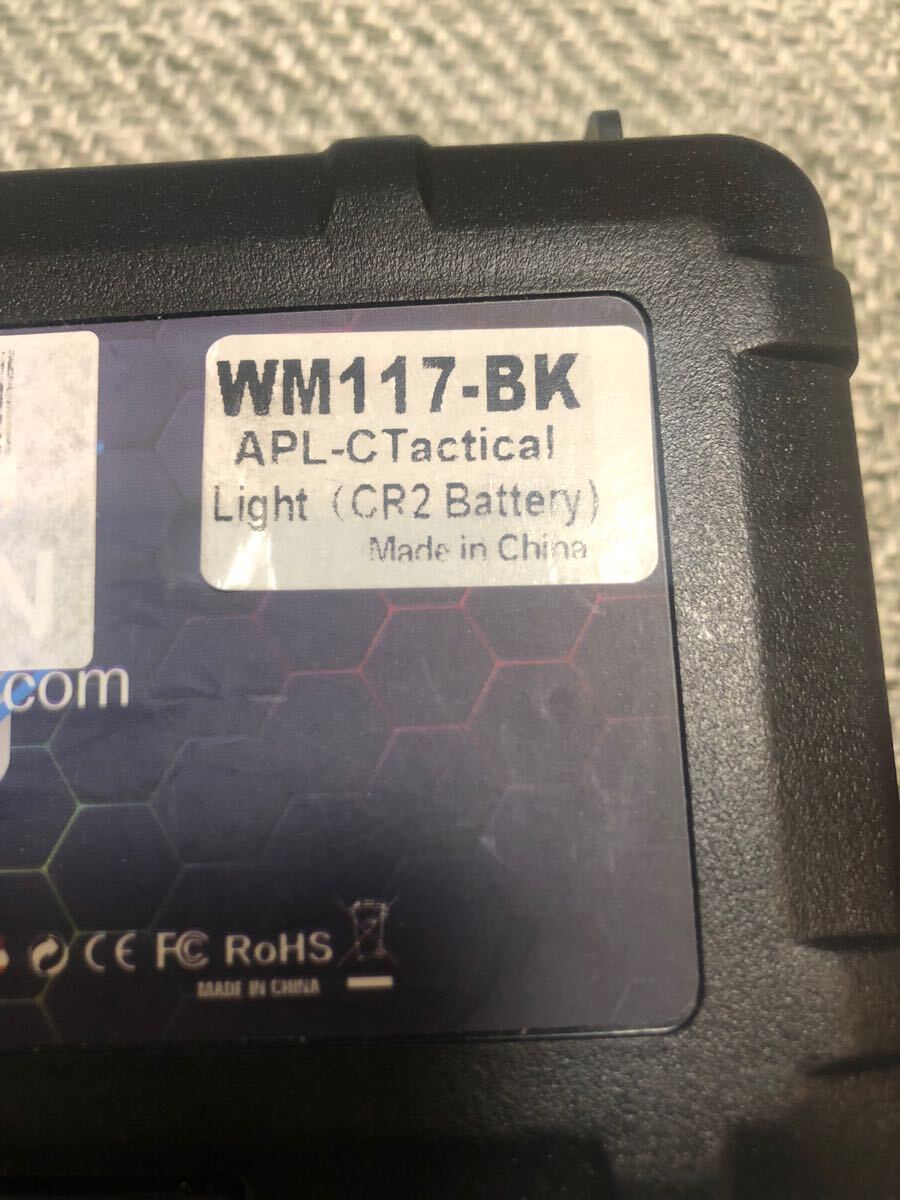 WM117-BK
APL-CTactical
Light (CR2 Battery)
Made in China
N
.com
CE FC RoHS
MADE IN CHINA